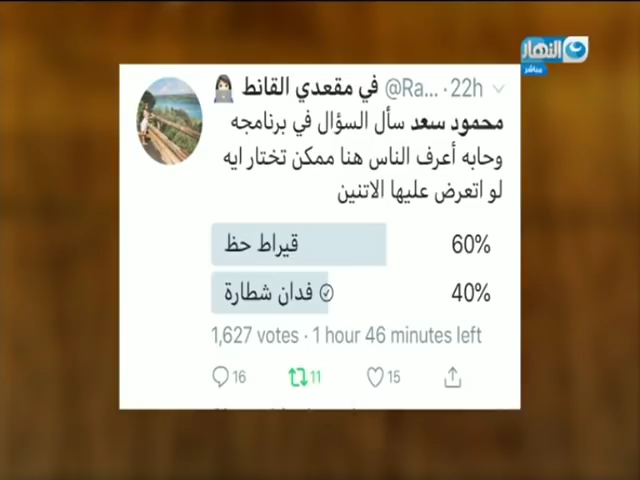 النهار
مباشر
في مقعدي القانط @Ra... · 22h
محمود سعد سأل السؤال في برنامجه
وحابه أعرف الناس هنا ممكن تختار ايه
لو اتعرض عليها الاتنين
قيراط حظ 60%
فدان شطارة 40%
1,627 votes · 1 hour 46 minutes left
16 11 15